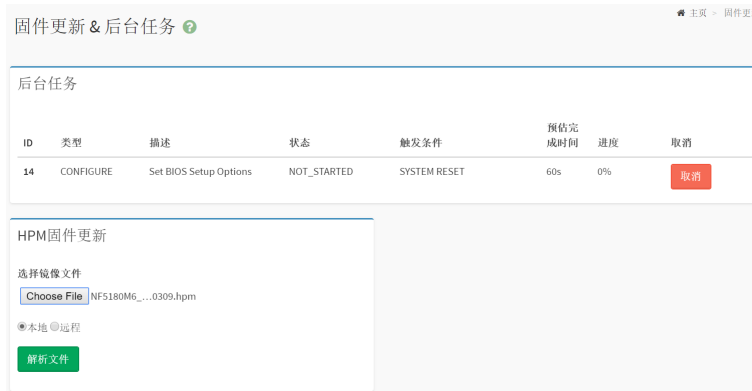 主页 > 固件更
固件更新 & 后台任务
后台任务
ID 类型 描述 状态 触发条件 预估完成时间 进度 取消
14 CONFIGURE Set BIOS Setup Options NOT_STARTED SYSTEM RESET 60s 0% 取消
HPM固件更新
选择镜像文件
Choose File NF5180M6_...0309.hpm
本地 远程
解析文件